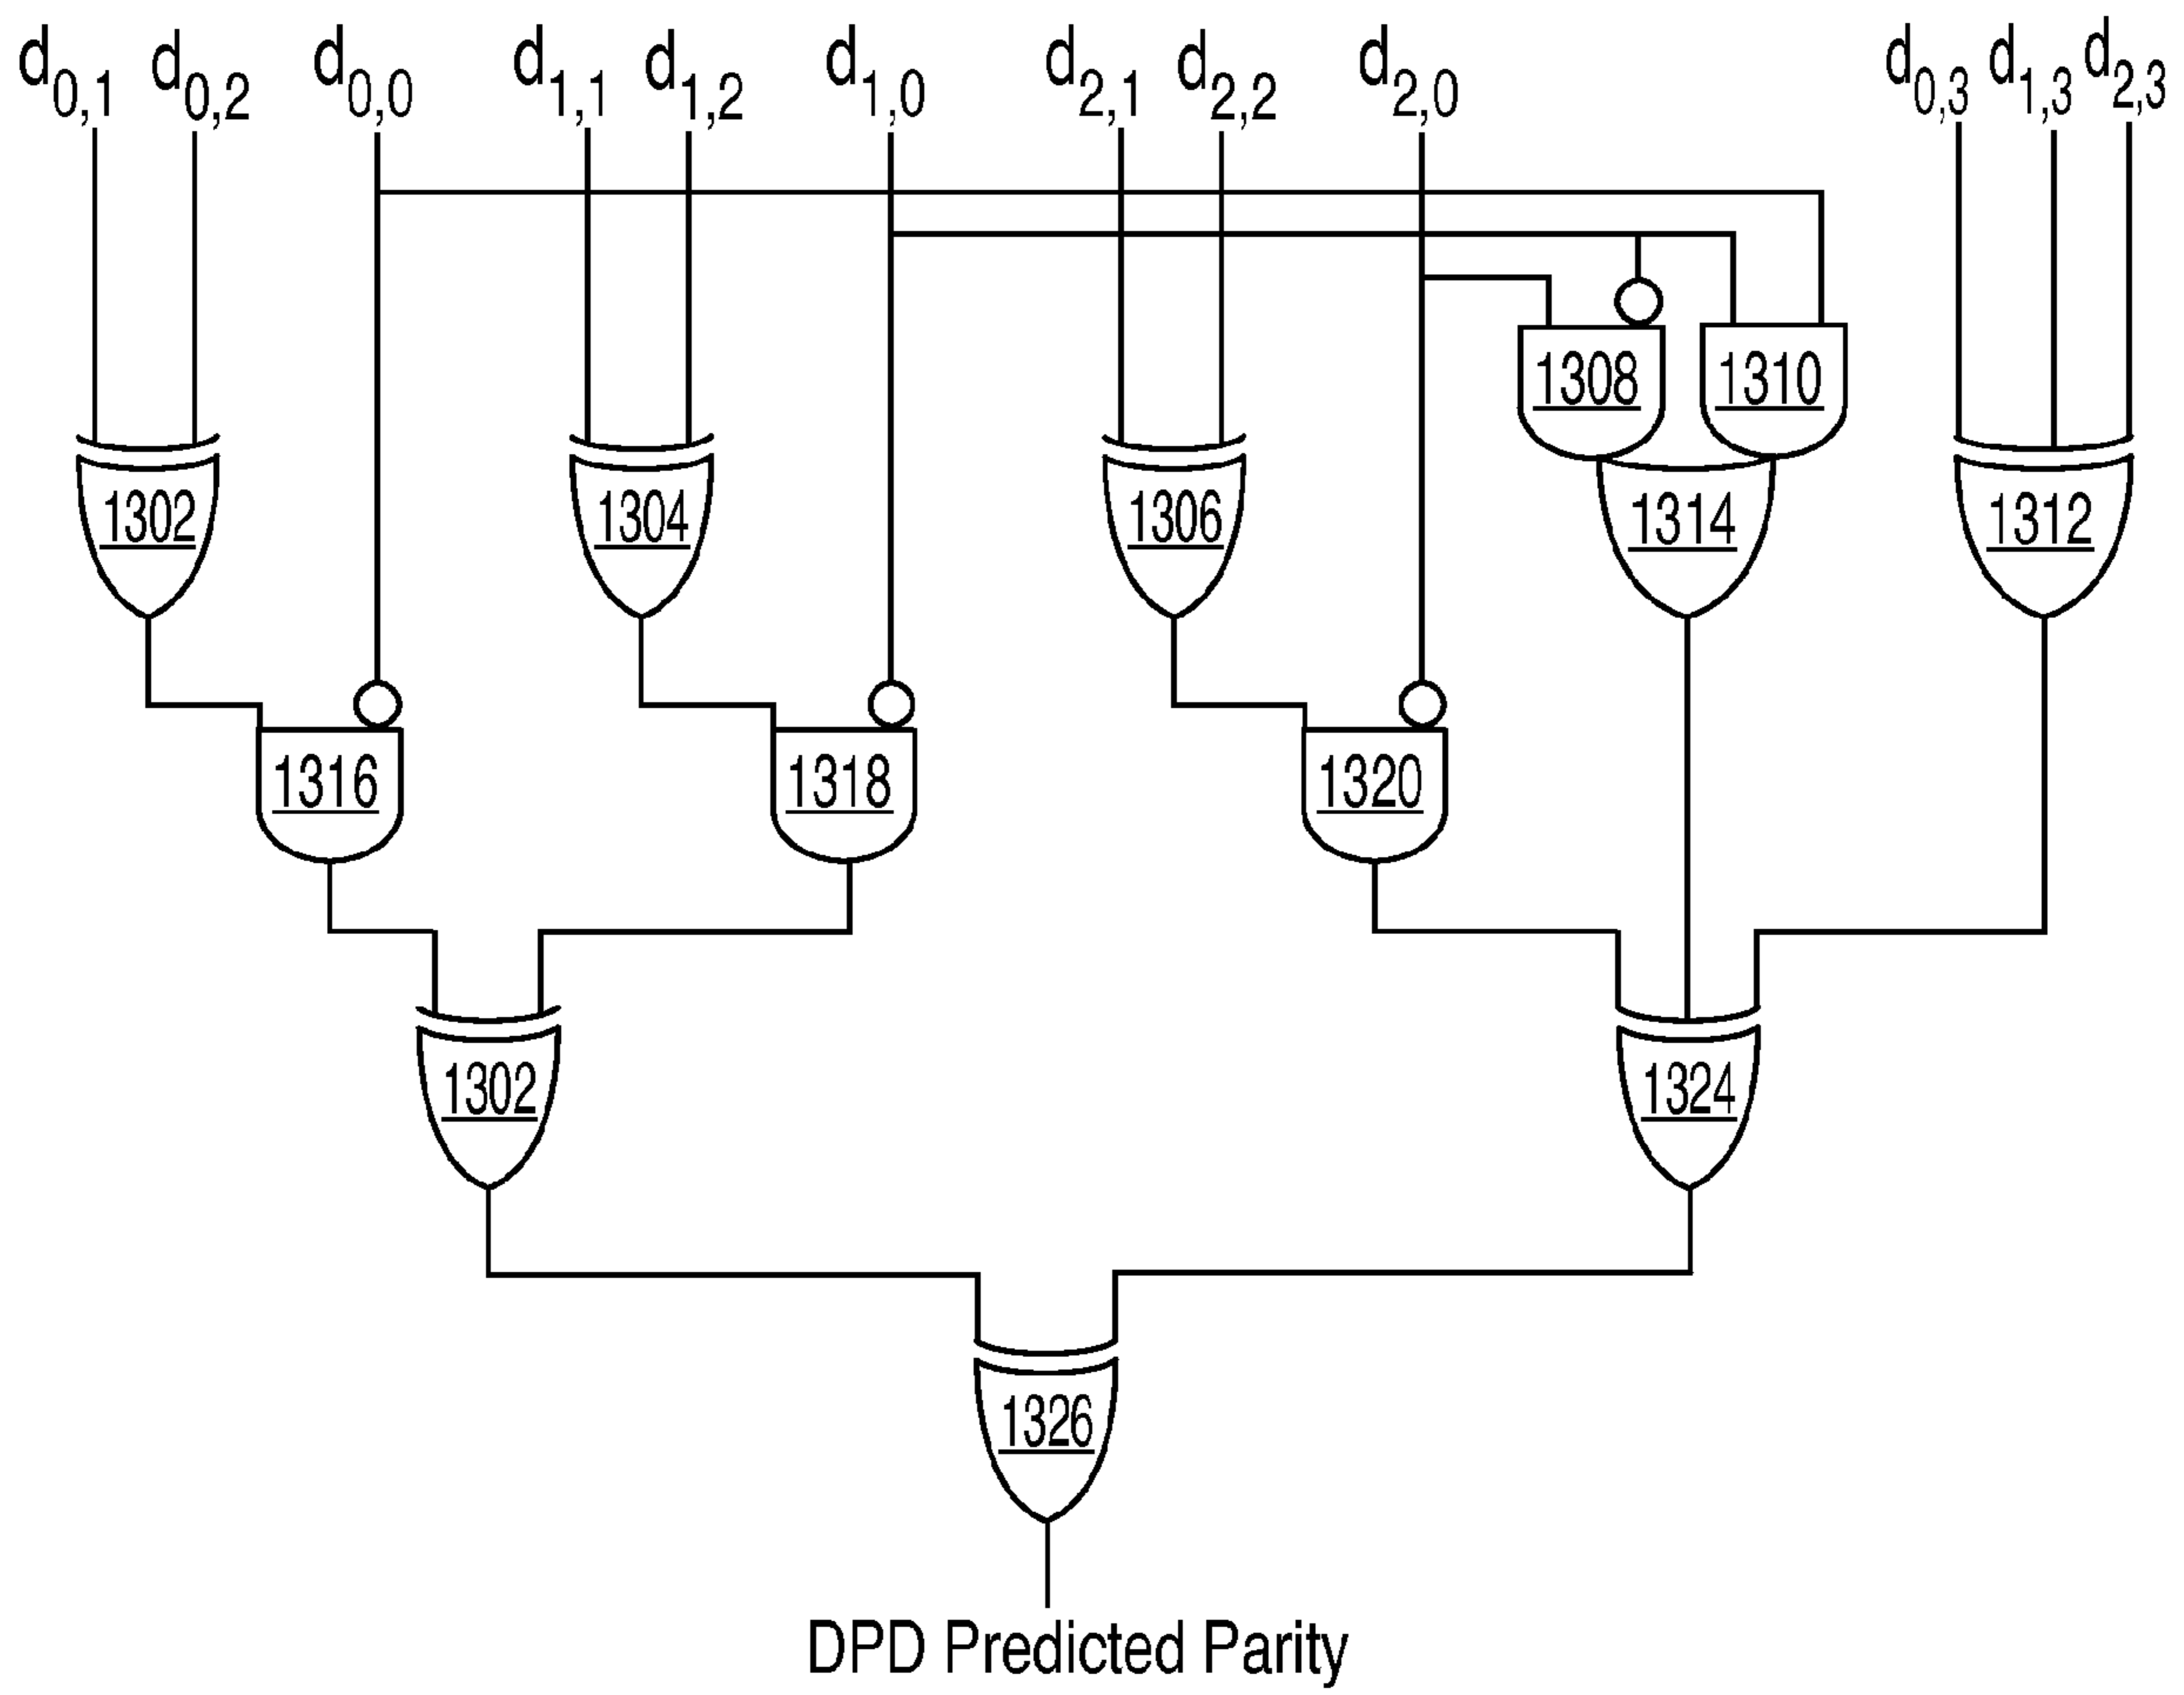 d0,1 d0,2 d0,0 d1,1 d1,2 d1,0 d2,1 d2,2 d2,0 d0,3 d1,3 d2,3
1308 1310
1302 1304 1306 1314 1312
1316 1318 1320
1302 1324
1326
DPD Predicted Parity